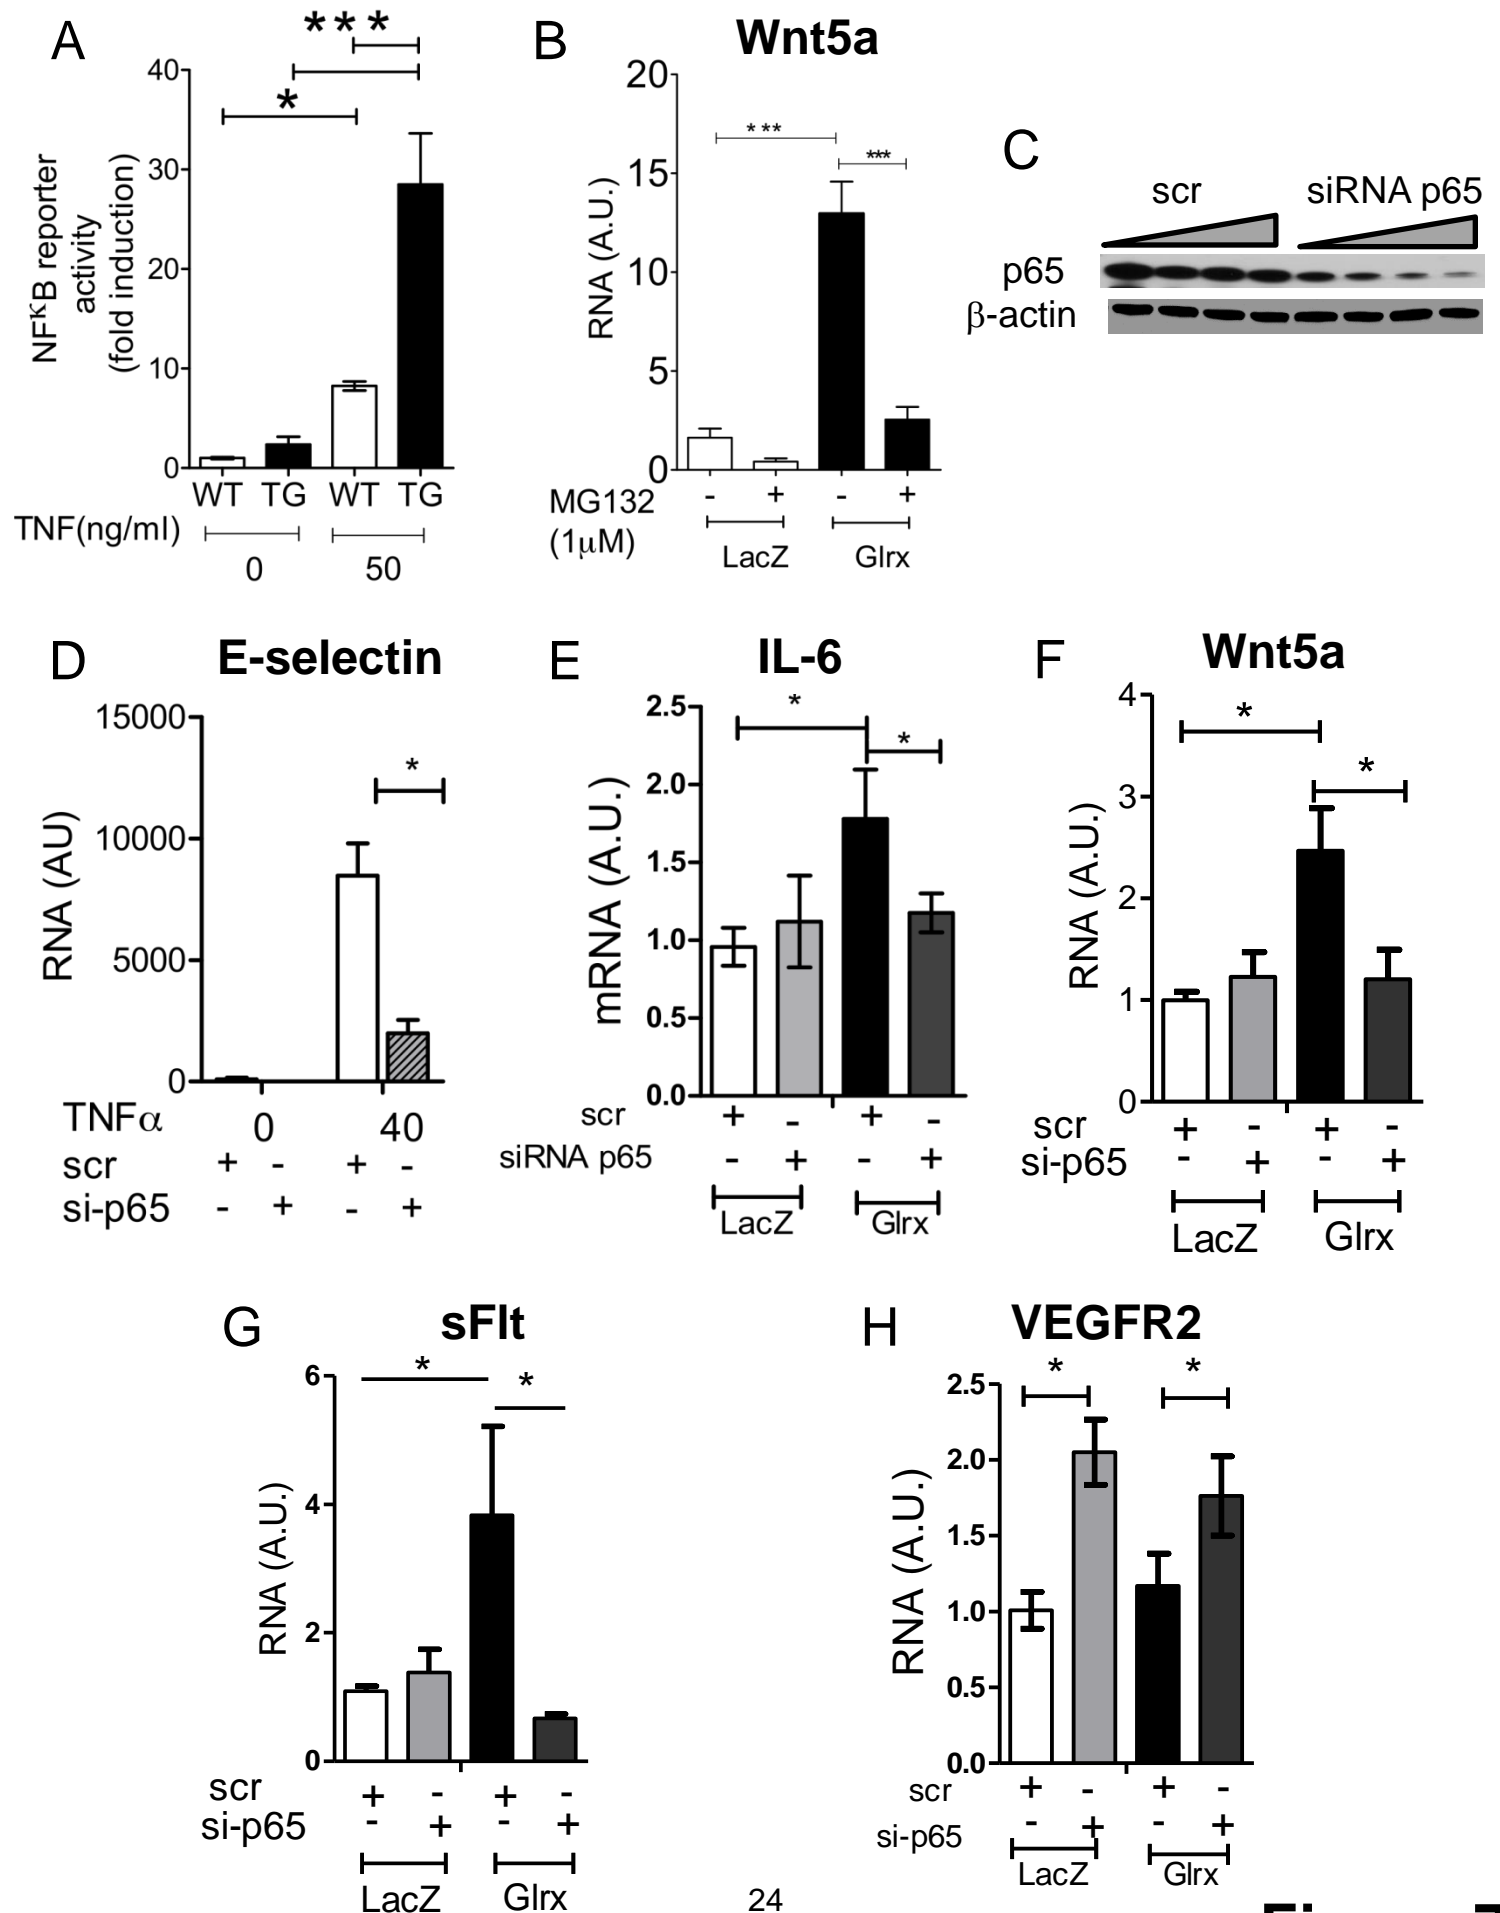 A
***
*
40
30
20
10
0
NFκB reporter
activity
(fold induction)
WT TG WT TG
TNF(ng/ml)
0 50
B
Wnt5a
20
15
10
5
0
RNA (A.U.)
* **
***
MG132 - + - +
(1μM)
LacZ Glrx
C
scr siRNA p65
p65
β-actin
D
E-selectin
15000
10000
5000
0
RNA (AU)
*
TNFα 0 40
scr + - + -
si-p65 - + - +
E
IL-6
2.5
2.0
1.5
1.0
0.5
0.0
mRNA (A.U.)
*
*
scr + - + -
siRNA p65 - + - +
LacZ Glrx
F
Wnt5a
4
3
2
1
0
RNA (A.U.)
*
*
scr + - + -
si-p65 - + - +
LacZ Glrx
G
sFlt
6
4
2
0
RNA (A.U.)
*
*
scr + - + -
si-p65 - + - +
LacZ Glrx
H
VEGFR2
2.5
2.0
1.5
1.0
0.5
0.0
RNA (A.U.)
*
*
scr + - + -
si-p65 - + - +
LacZ Glrx
24